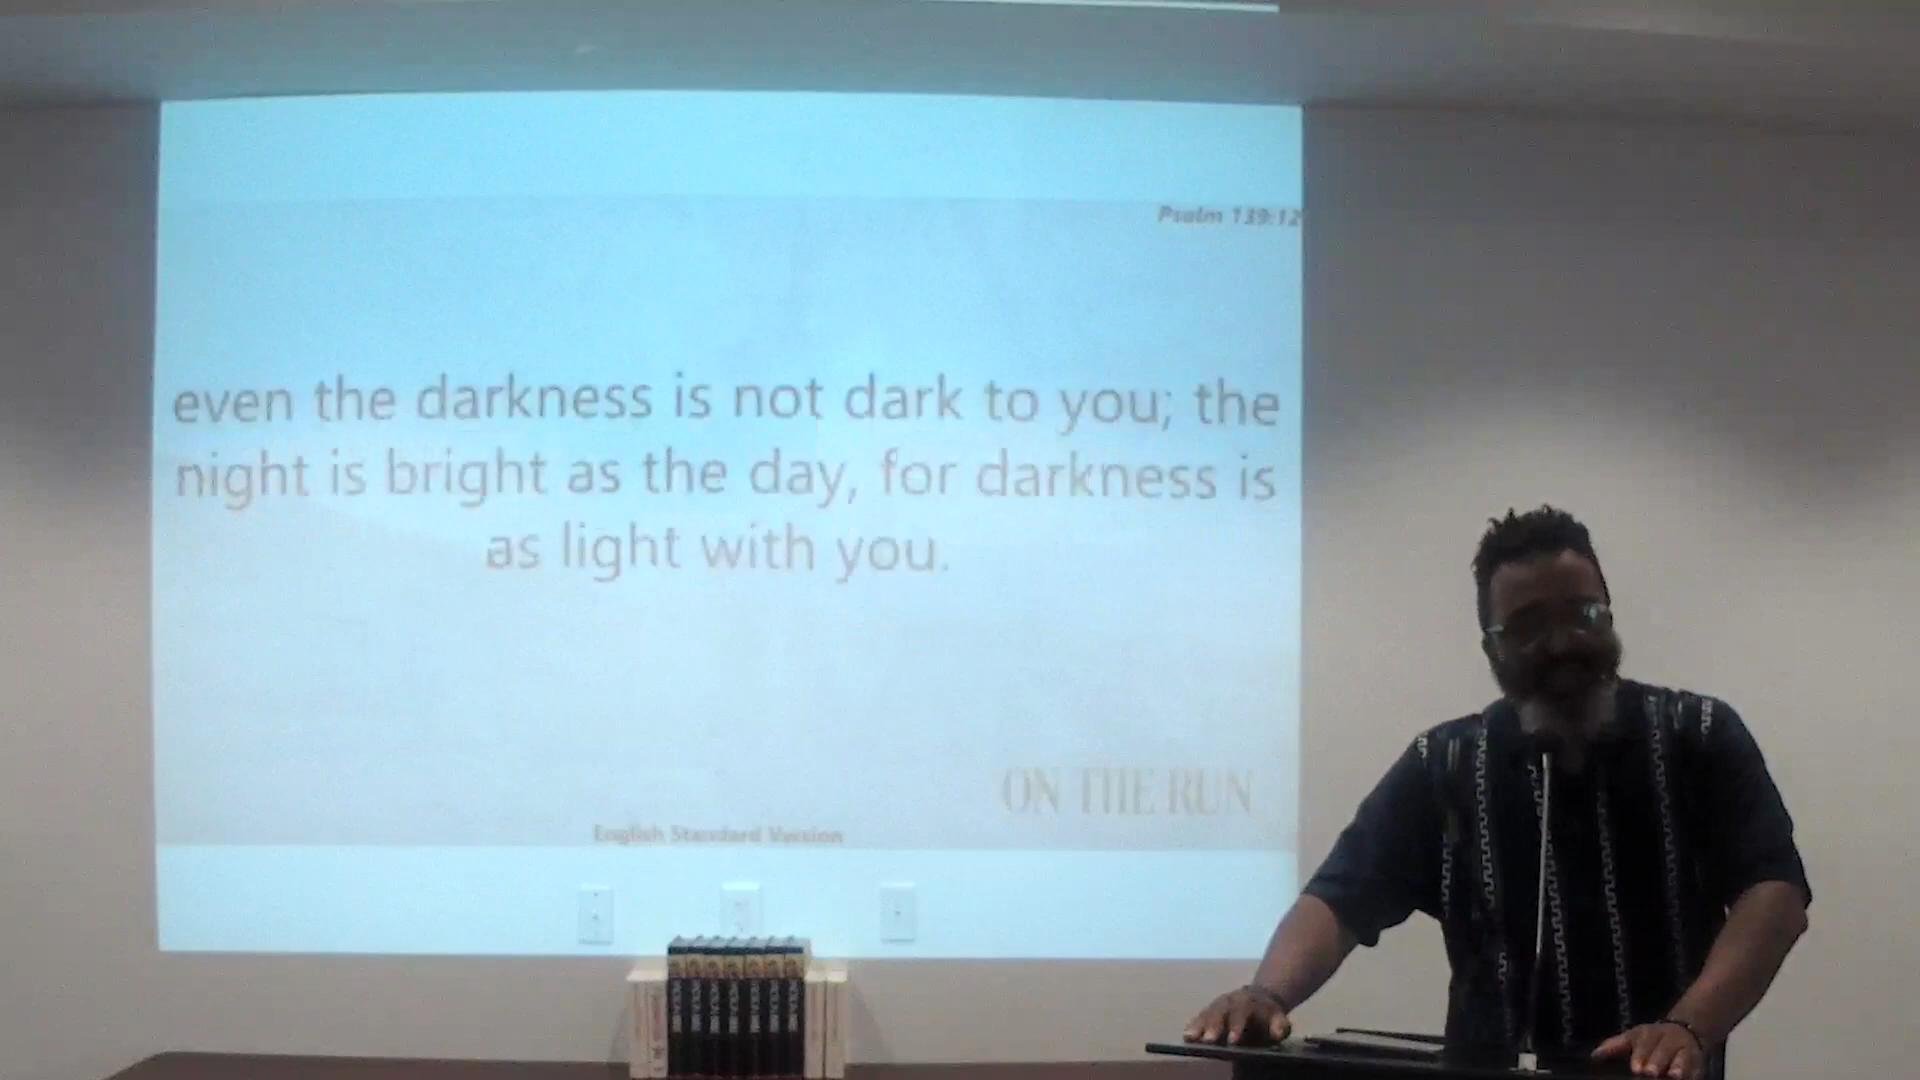 Psalm 139:12
even the darkness is not dark to you; the
night is bright as the day, for darkness is
as light with you.
ON THE RUN
English Standard Version